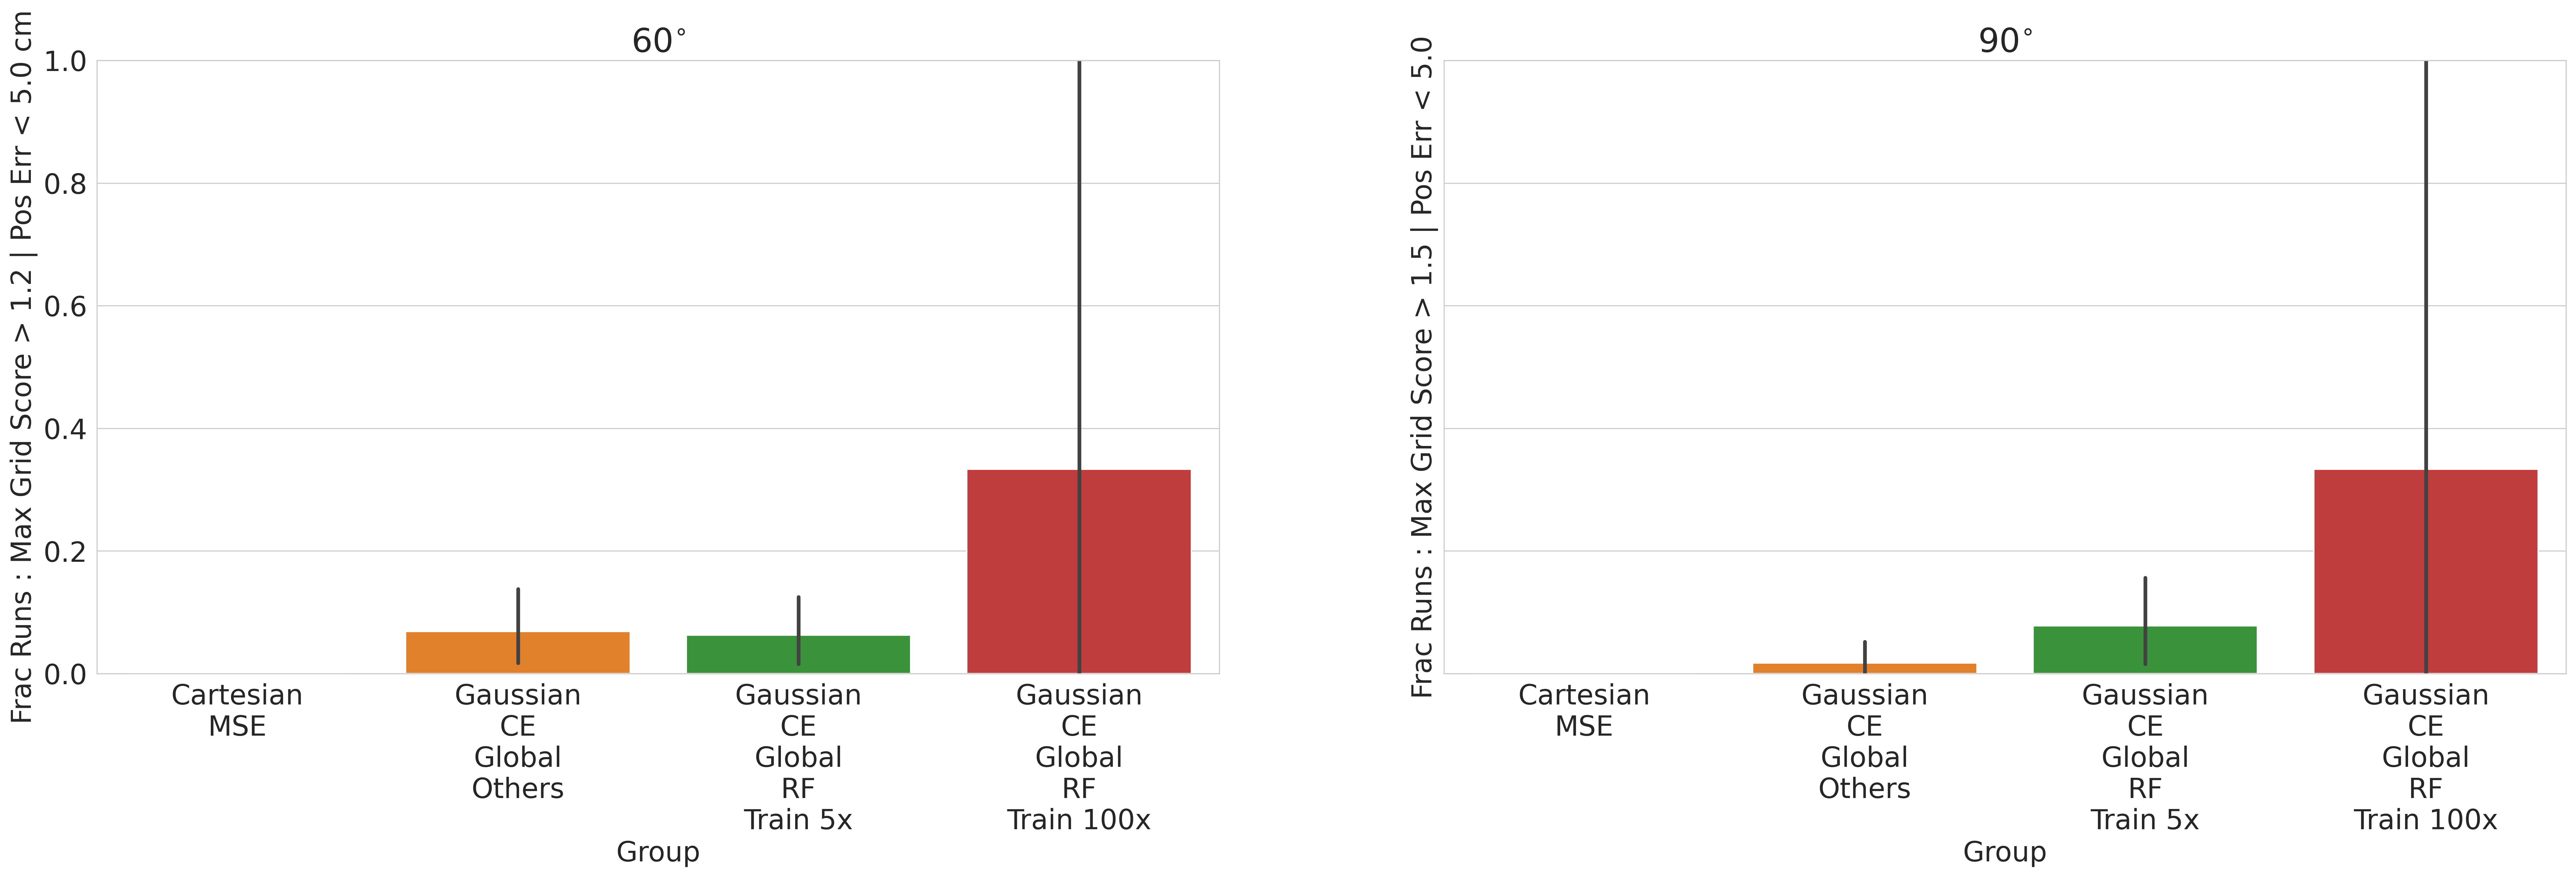 60°
Frac Runs : Max Grid Score > 1.2 | Pos Err < 5.0 cm
1.0
0.8
0.6
0.4
0.2
0.0
Cartesian
MSE
Gaussian
CE
Global
Others
Gaussian
CE
Global
RF
Train 5x
Gaussian
CE
Global
RF
Train 100x
Group
90°
Frac Runs : Max Grid Score > 1.5 | Pos Err < 5.0
Cartesian
MSE
Gaussian
CE
Global
Others
Gaussian
CE
Global
RF
Train 5x
Gaussian
CE
Global
RF
Train 100x
Group